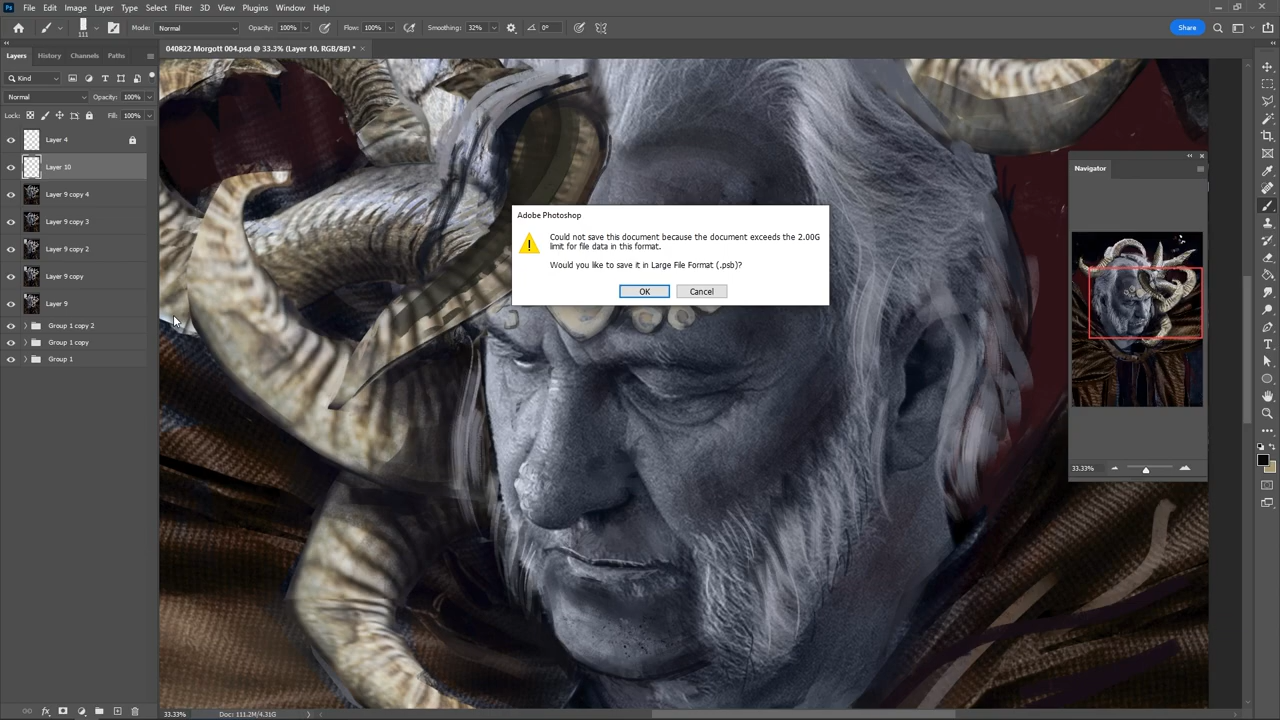 Ps File Edit Image Layer Type Select Filter 3D View Plugins Window Help
111 Mode: Normal Opacity: 100% Flow: 100% Smoothing: 32% 0° Share
Layers History Channels Paths
040822 Morgott 004.psd @ 33.3% (Layer 10, RGB/8#) *
Kind
Normal Opacity: 100%
Lock: Fill: 100%
Layer 4
Layer 10
Layer 9 copy 4
Layer 9 copy 3
Layer 9 copy 2
Layer 9 copy
Layer 9
Group 1 copy 2
Group 1 copy
Group 1
Adobe Photoshop
Could not save this document because the document exceeds the 2.00G
limit for file data in this format.
Would you like to save it in Large File Format (.psb)?
OK Cancel
Navigator
33.33%
fx
33.33% Doc: 111.2M/4.31G